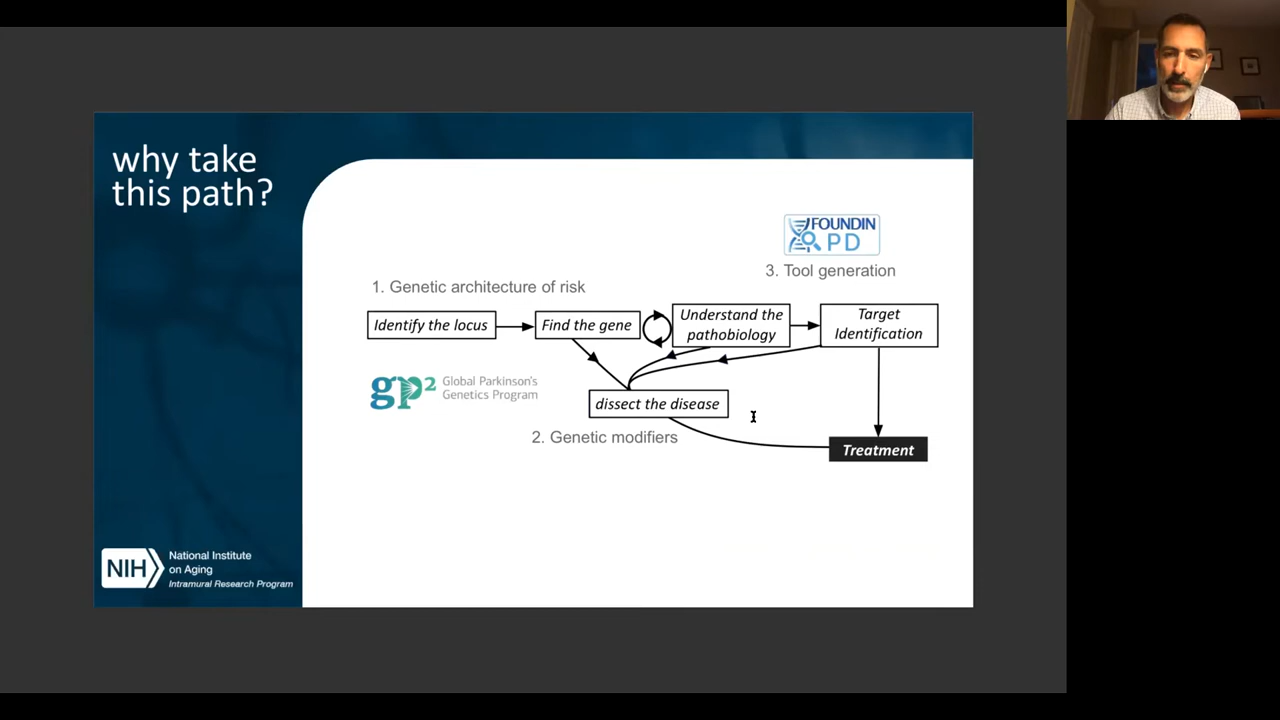 why take
this path?
FOUNDIN
PD
3. Tool generation
1. Genetic architecture of risk
Identify the locus
Find the gene
Understand the
pathobiology
Target
Identification
gp2
Global Parkinson's
Genetics Program
dissect the disease
2. Genetic modifiers
Treatment
NIH
National Institute
on Aging
Intramural Research Program